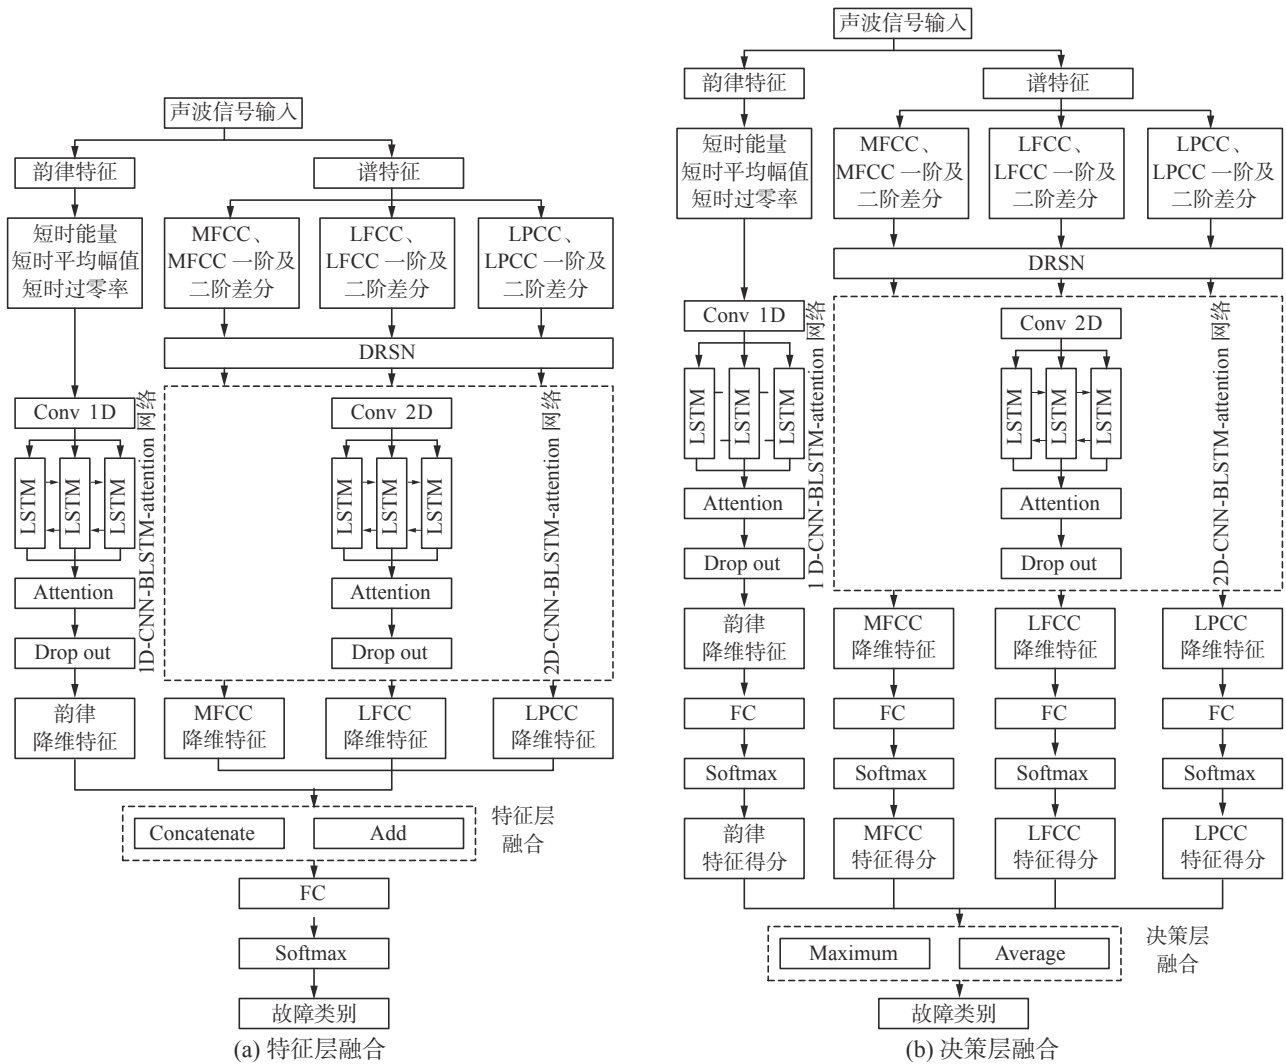 声波信号输入
韵律特征
谱特征
短时能量
短时平均幅值
短时过零率
MFCC、
MFCC 一阶及
二阶差分
LFCC、
LFCC 一阶及
二阶差分
LPCC、
LPCC 一阶及
二阶差分
DRSN
Conv 1D
LSTM
LSTM
LSTM
Attention
Drop out
1D-CNN-BLSTM-attention 网络
Conv 2D
LSTM
LSTM
LSTM
Attention
Drop out
2D-CNN-BLSTM-attention 网络
韵律
降维特征
MFCC
降维特征
LFCC
降维特征
LPCC
降维特征
Concatenate
Add
特征层
融合
FC
Softmax
故障类别
(a) 特征层融合
声波信号输入
韵律特征
谱特征
短时能量
短时平均幅值
短时过零率
MFCC、
MFCC 一阶及
二阶差分
LFCC、
LFCC 一阶及
二阶差分
LPCC、
LPCC 一阶及
二阶差分
DRSN
Conv 1D
LSTM
LSTM
LSTM
Attention
Drop out
1 D-CNN-BLSTM-attention 网络
Conv 2D
LSTM
LSTM
LSTM
Attention
Drop out
2D-CNN-BLSTM-attention 网络
韵律
降维特征
MFCC
降维特征
LFCC
降维特征
LPCC
降维特征
FC
FC
FC
FC
Softmax
Softmax
Softmax
Softmax
韵律
特征得分
MFCC
特征得分
LFCC
特征得分
LPCC
特征得分
Maximum
Average
决策层
融合
故障类别
(b) 决策层融合